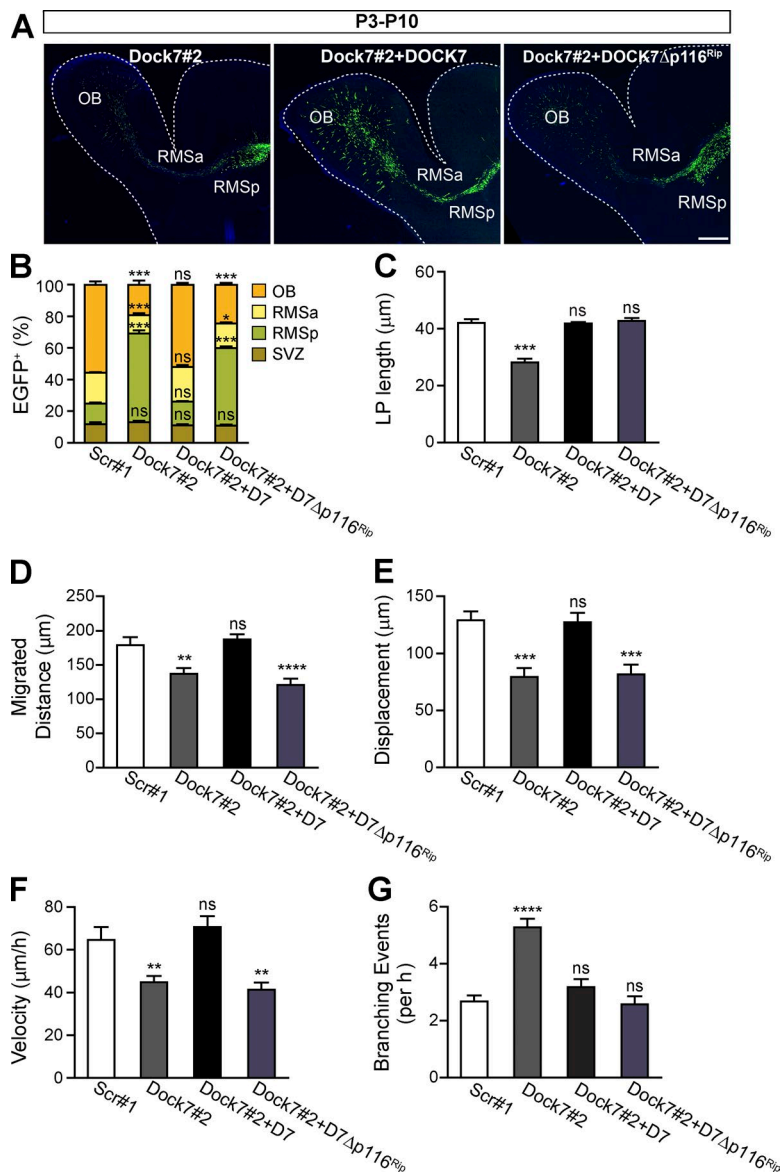 A
P3-P10
Dock7#2
OB
RMSa
RMSp
Dock7#2+DOCK7
OB
RMSa
RMSp
Dock7#2+DOCK7Δp116Rip
OB
RMSa
RMSp
B
EGFP+ (%)
100
80
60
40
20
0
***
***
***
ns
ns
ns
ns
ns
***
*
***
ns
OB
RMSa
RMSp
SVZ
Scr#1
Dock7#2
Dock7#2+D7
Dock7#2+D7Δp116Rip
C
LP length (µm)
60
40
20
0
***
ns
ns
Scr#1
Dock7#2
Dock7#2+D7
Dock7#2+D7Δp116Rip
D
Migrated
Distance (µm)
250
200
150
100
50
0
**
ns
****
Scr#1
Dock7#2
Dock7#2+D7
Dock7#2+D7Δp116Rip
E
Displacement (µm)
150
100
50
0
***
ns
***
Scr#1
Dock7#2
Dock7#2+D7
Dock7#2+D7Δp116Rip
F
Velocity (µm/h)
80
60
40
20
0
**
ns
**
Scr#1
Dock7#2
Dock7#2+D7
Dock7#2+D7Δp116Rip
G
Branching Events
(per h)
6
4
2
0
****
ns
ns
Scr#1
Dock7#2
Dock7#2+D7
Dock7#2+D7Δp116Rip